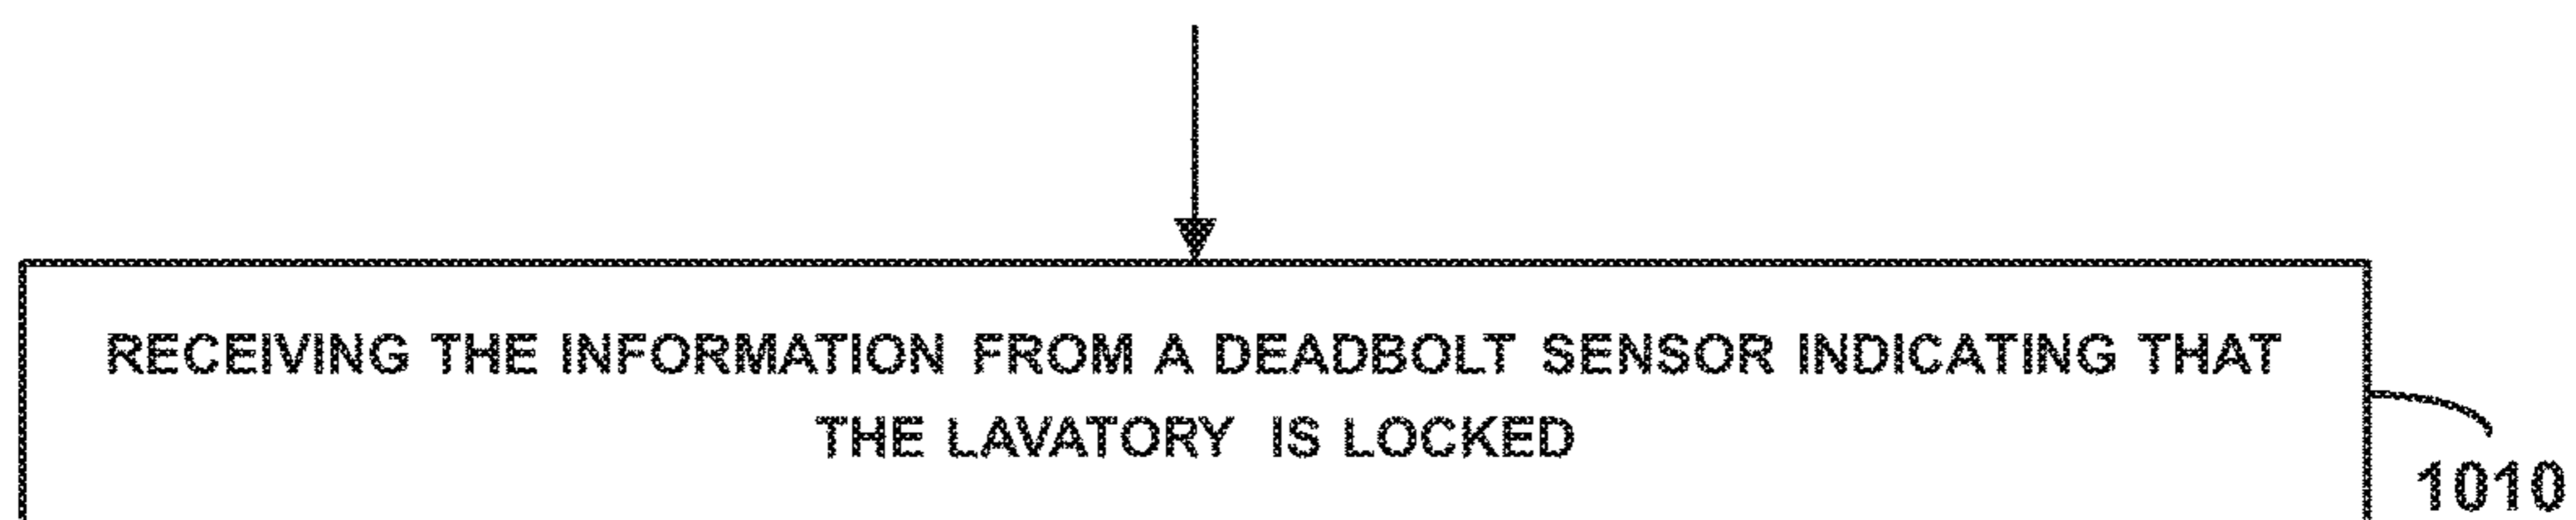 RECEIVING THE INFORMATION FROM A DEADBOLT SENSOR INDICATING THAT
THE LAVATORY IS LOCKED
1010